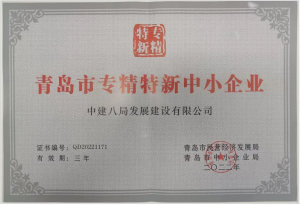 专精
特新
青岛市专精特新中小企业
中建八局发展建设有限公司
证书编号：QD20221171
有效期：三年
青岛市民营经济发展局
青岛市中小企业局
二〇二二年